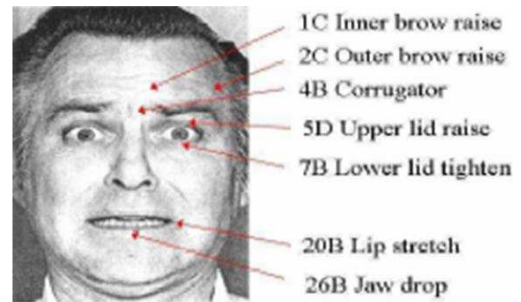 1C Inner brow raise
2C Outer brow raise
4B Corrugator
5D Upper lid raise
7B Lower lid tighten
20B Lip stretch
26B Jaw drop